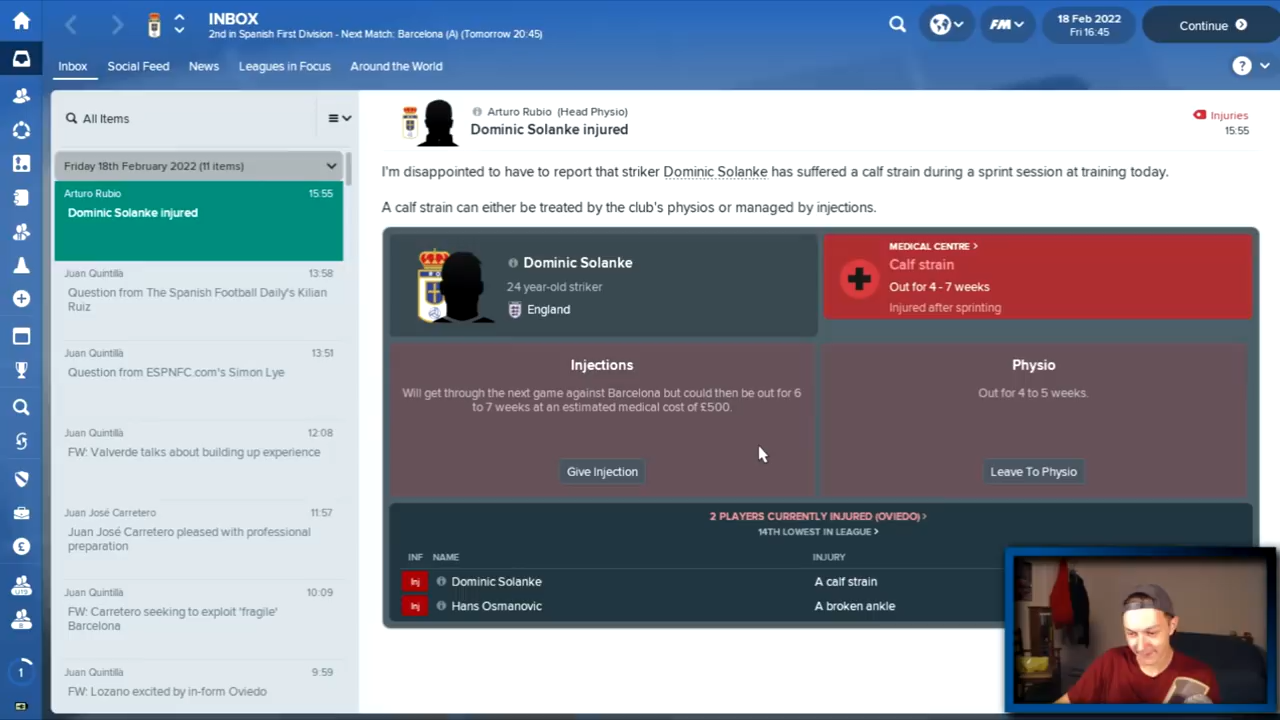 INBOX
2nd in Spanish First Division - Next Match: Barcelona (A) (Tomorrow 20:45)
FM
18 Feb 2022
Fri 16:45
Continue
Inbox
Social Feed
News
Leagues in Focus
Around the World
?
All Items
Friday 18th February 2022 (11 items)
Arturo Rubio 15:55
Dominic Solanke injured
Juan Quintillà 13:58
Question from The Spanish Football Daily's Kilian
Ruiz
Juan Quintillà 13:51
Question from ESPNFC.com's Simon Lye
Juan Quintillà 12:08
FW: Valverde talks about building up experience
Juan José Carretero 11:57
Juan José Carretero pleased with professional
preparation
Juan Quintillà 10:09
FW: Carretero seeking to exploit 'fragile'
Barcelona
Juan Quintillà 9:59
FW: Lozano excited by in-form Oviedo
Arturo Rubio (Head Physio)
Dominic Solanke injured
Injuries
15:55
I'm disappointed to have to report that striker Dominic Solanke has suffered a calf strain during a sprint session at training today.
A calf strain can either be treated by the club's physios or managed by injections.
Dominic Solanke
24 year-old striker
England
MEDICAL CENTRE >
Calf strain
Out for 4 - 7 weeks
Injured after sprinting
Injections
Will get through the next game against Barcelona but could then be out for 6
to 7 weeks at an estimated medical cost of £500.
Give Injection
Physio
Out for 4 to 5 weeks.
Leave To Physio
2 PLAYERS CURRENTLY INJURED (OVIEDO) >
14TH LOWEST IN LEAGUE >
INF NAME INJURY
Inj Dominic Solanke A calf strain
Inj Hans Osmanovic A broken ankle
U19
B
1